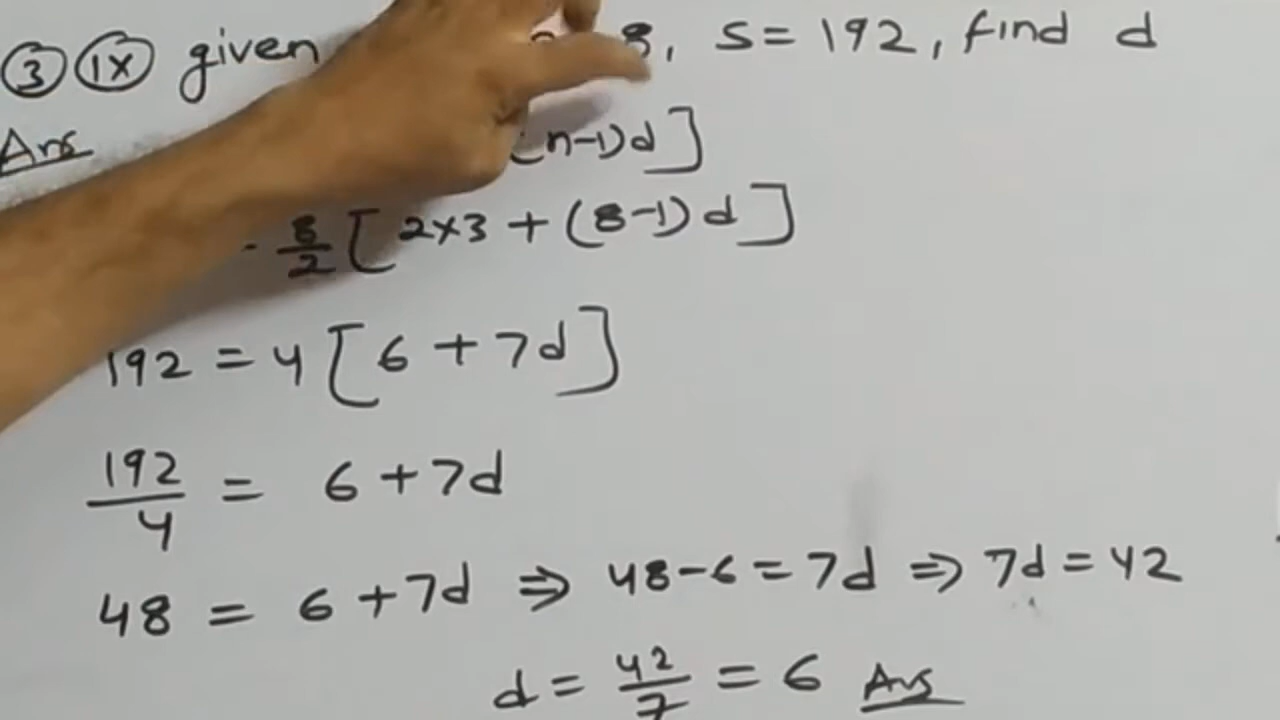 ③ ⑨ given 8, S = 192, find d
Ans (n-1)d]
8/2 [2×3 + (8-1)d]
192 = 4 [6 + 7d]
192/4 = 6 + 7d
48 = 6 + 7d ⇒ 48-6 = 7d ⇒ 7d = 42
d = 42/7 = 6 Ans